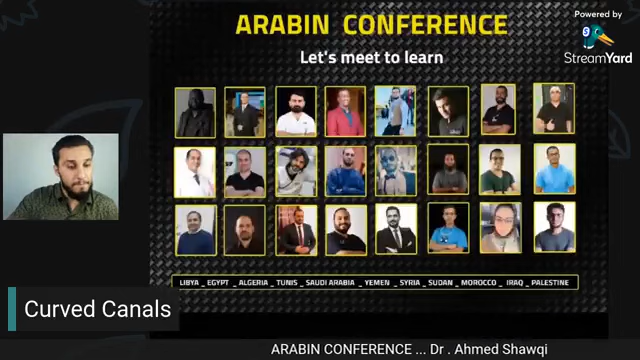 ARABIN CONFERENCE
Let's meet to learn
Powered by
StreamYard
LIBYA _ EGYPT _ ALGERIA _ TUNIS _ SAUDI ARABIA _ YEMEN _ SYRIA _ SUDAN _ MOROCCO _ IRAQ _ PALESTINE
Curved Canals
ARABIN CONFERENCE ... Dr . Ahmed Shawqi